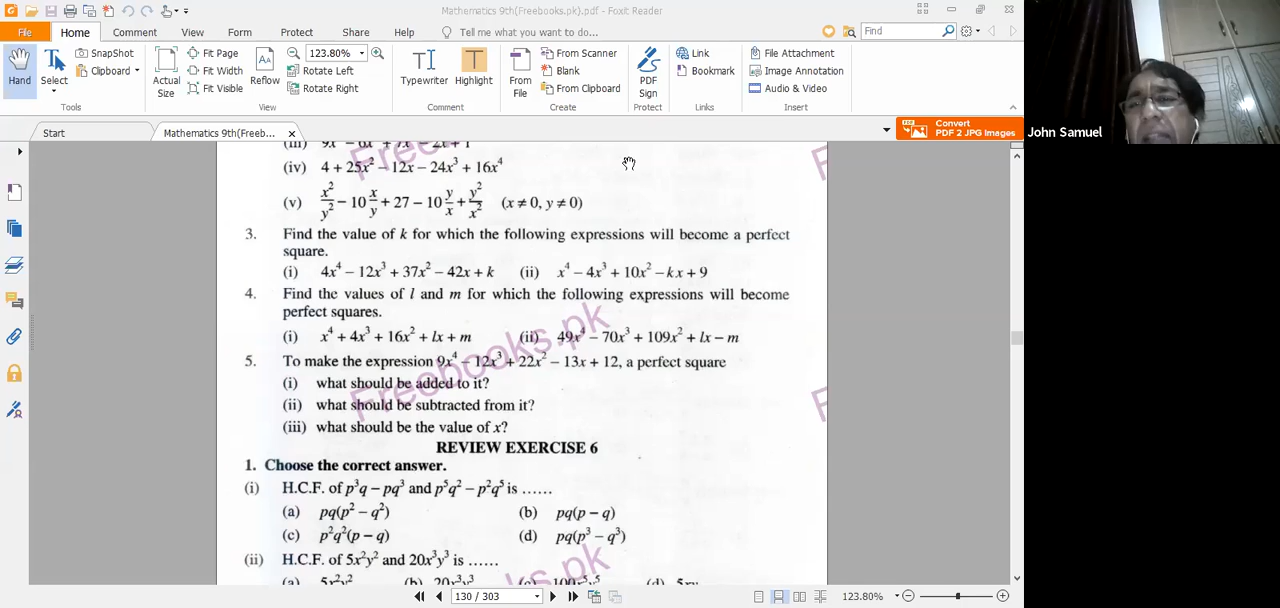 Mathematics 9th(Freebooks.pk).pdf - Foxit Reader
File Home Comment View Form Protect Share Help Tell me what you want to do... Find
Hand
Select
SnapShot
Clipboard
Actual Size
Fit Page
Fit Width
Fit Visible
Reflow
123.80%
Rotate Left
Rotate Right
Typewriter
Highlight
From File
From Scanner
Blank
From Clipboard
PDF Sign
Link
Bookmark
File Attachment
Image Annotation
Audio & Video
Tools View Comment Create Protect Links Insert
Start Mathematics 9th(Freeb...
Convert
PDF 2 JPG Images
John Samuel
(iv) 4 + 25x² − 12x − 24x³ + 16x⁴
(v) x²/y² − 10 x/y + 27 − 10 y/x + y²/x² (x ≠ 0, y ≠ 0)
3. Find the value of k for which the following expressions will become a perfect
square.
(i) 4x⁴ − 12x³ + 37x² − 42x + k (ii) x⁴ − 4x³ + 10x² − kx + 9
4. Find the values of l and m for which the following expressions will become
perfect squares.
(i) x⁴ + 4x³ + 16x² + lx + m (ii) 49x⁴ − 70x³ + 109x² + lx − m
5. To make the expression 9x⁴ − 12x³ + 22x² − 13x + 12, a perfect square
(i) what should be added to it?
(ii) what should be subtracted from it?
(iii) what should be the value of x?
REVIEW EXERCISE 6
1. Choose the correct answer.
(i) H.C.F. of p³q − pq³ and p⁵q² − p²q⁵ is ......
(a) pq(p² − q²) (b) pq(p − q)
(c) p²q²(p − q) (d) pq(p³ − q³)
(ii) H.C.F. of 5x²y² and 20x³y³ is ......
Freebooks.pk
130 / 303
123.80%